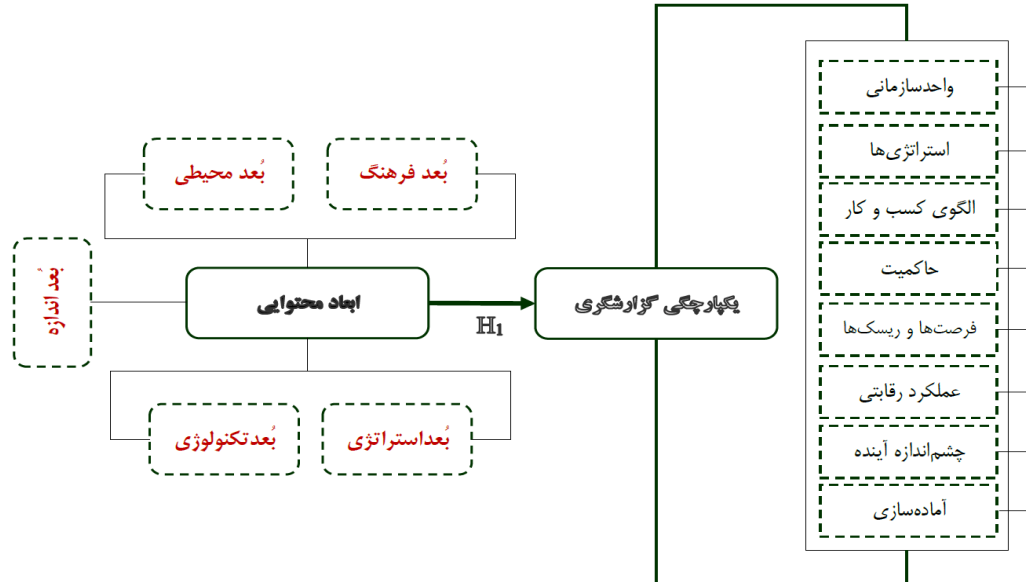 واحدسازمانی
استراتژی‌ها
الگوی کسب و کار
حاکمیت
فرصت‌ها و ریسک‌ها
عملکرد رقابتی
چشم‌اندازه آینده
آماده‌سازی
یکپارچگی گزارشگری
H1
ابعاد محتوایی
بُعد فرهنگ
بُعد محیطی
بُعد اندازه
بُعداستراتژی
بُعدتکنولوژی